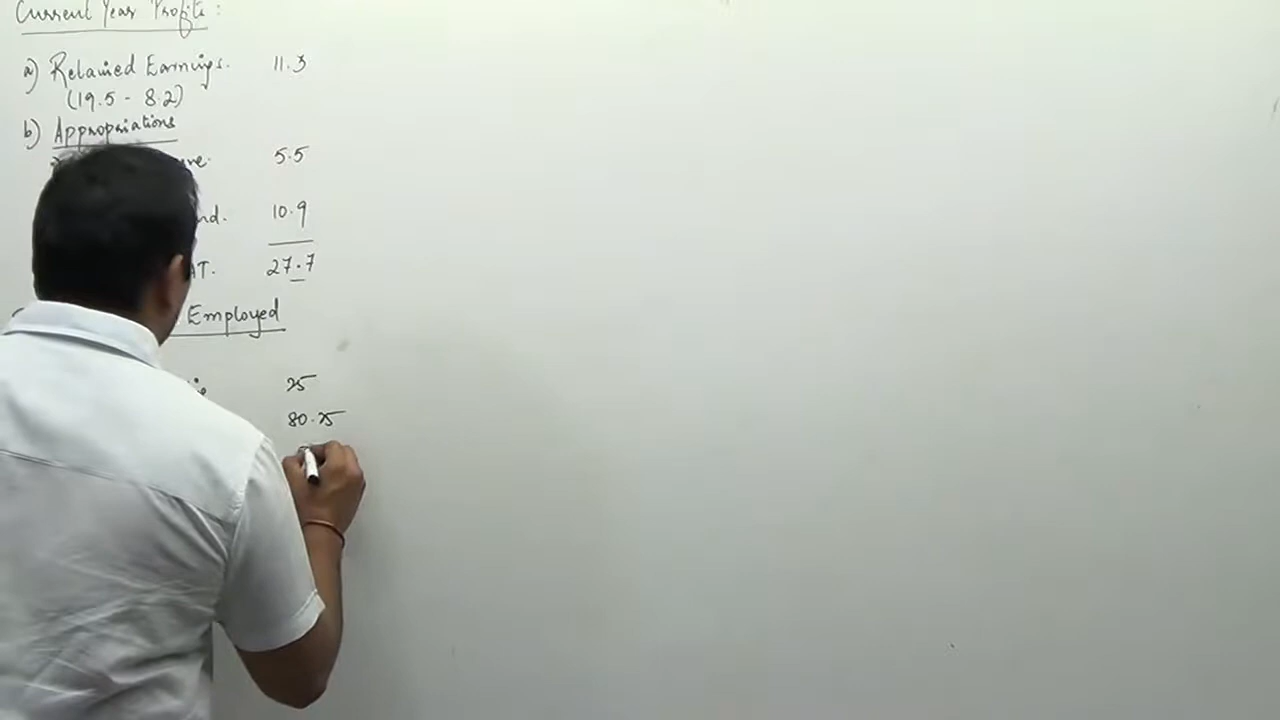 Current Year Profits:
a) Retained Earnings. 11.3
(19.5 - 8.2)
b) Appropriations
5.5
10.9
27.7
Employed
25
80.25